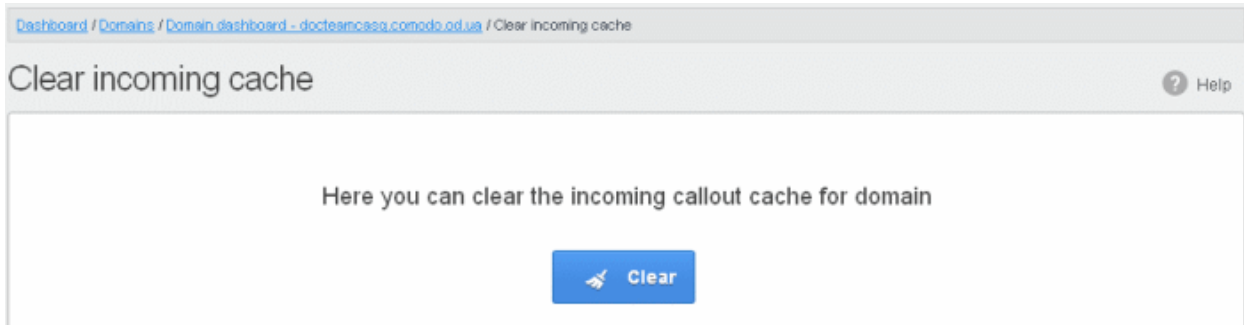 Dashboard / Domains / Domain dashboard - docteamcasg.comodo.od.ua / Clear incoming cache
Clear incoming cache
? Help
Here you can clear the incoming callout cache for domain
Clear